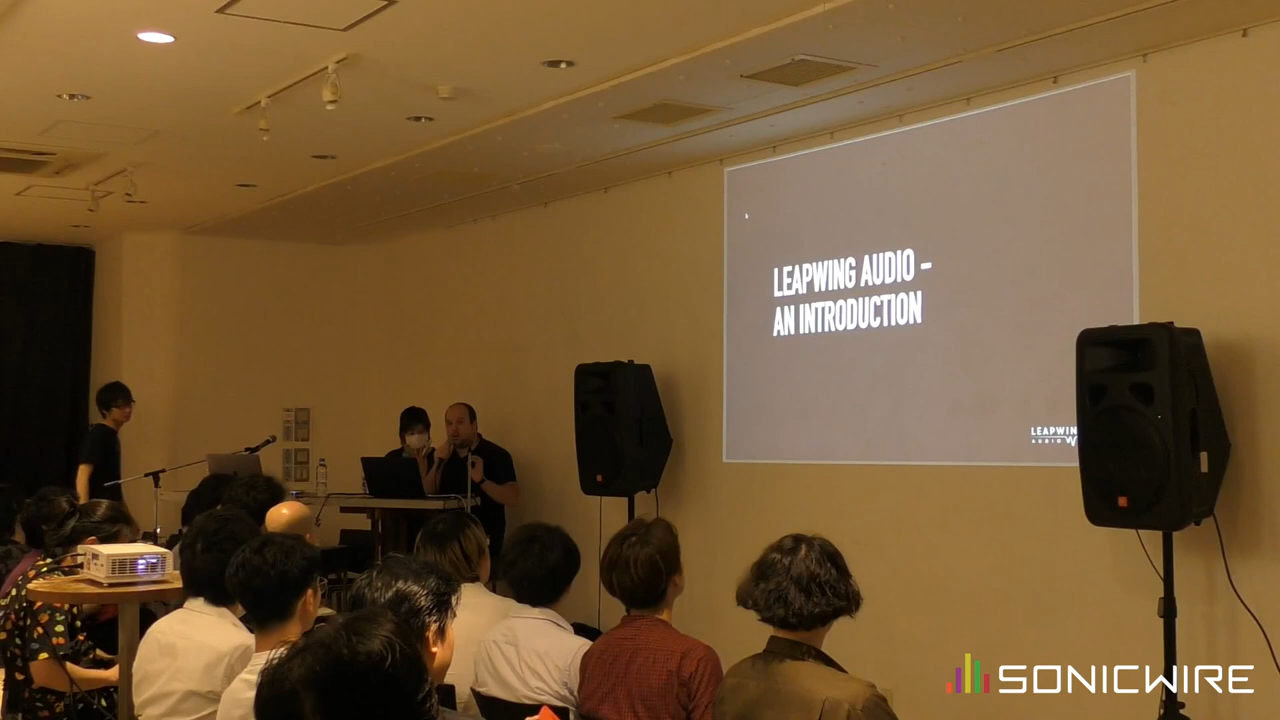 LEAPWING AUDIO –
AN INTRODUCTION
LEAPWING
AUDIO
SONICWIRE